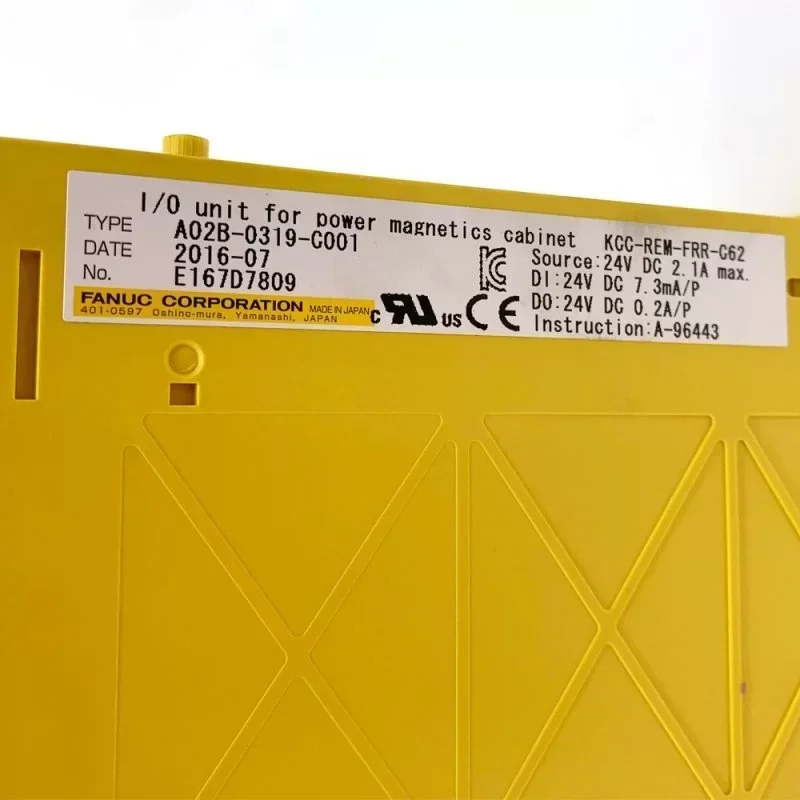 I/O unit for power magnetics cabinet KCC-REM-FRR-C62
TYPE A02B-0319-C001
DATE 2016-07
No. E167D7809
Source:24V DC 2.1A max.
DI:24V DC 7.3mA/P
DO:24V DC 0.2A/P
Instruction:A-96443
FANUC CORPORATION MADE IN JAPAN
401-0597 Oshino-mura, Yamanashi, JAPAN
c RU us CE